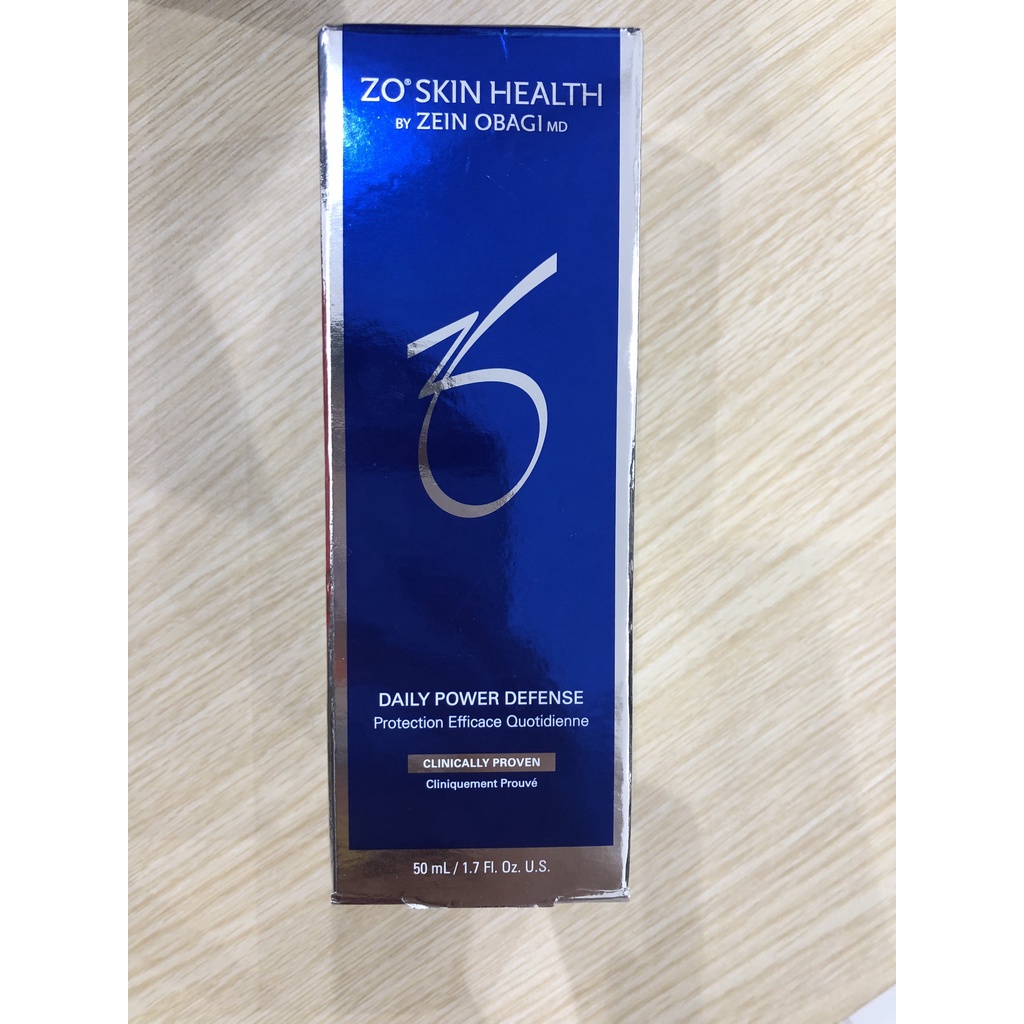 ZO® SKIN HEALTH
BY ZEIN OBAGI MD
DAILY POWER DEFENSE
Protection Efficace Quotidienne
CLINICALLY PROVEN
Cliniquement Prouvé
50 mL / 1.7 Fl. Oz. U.S.